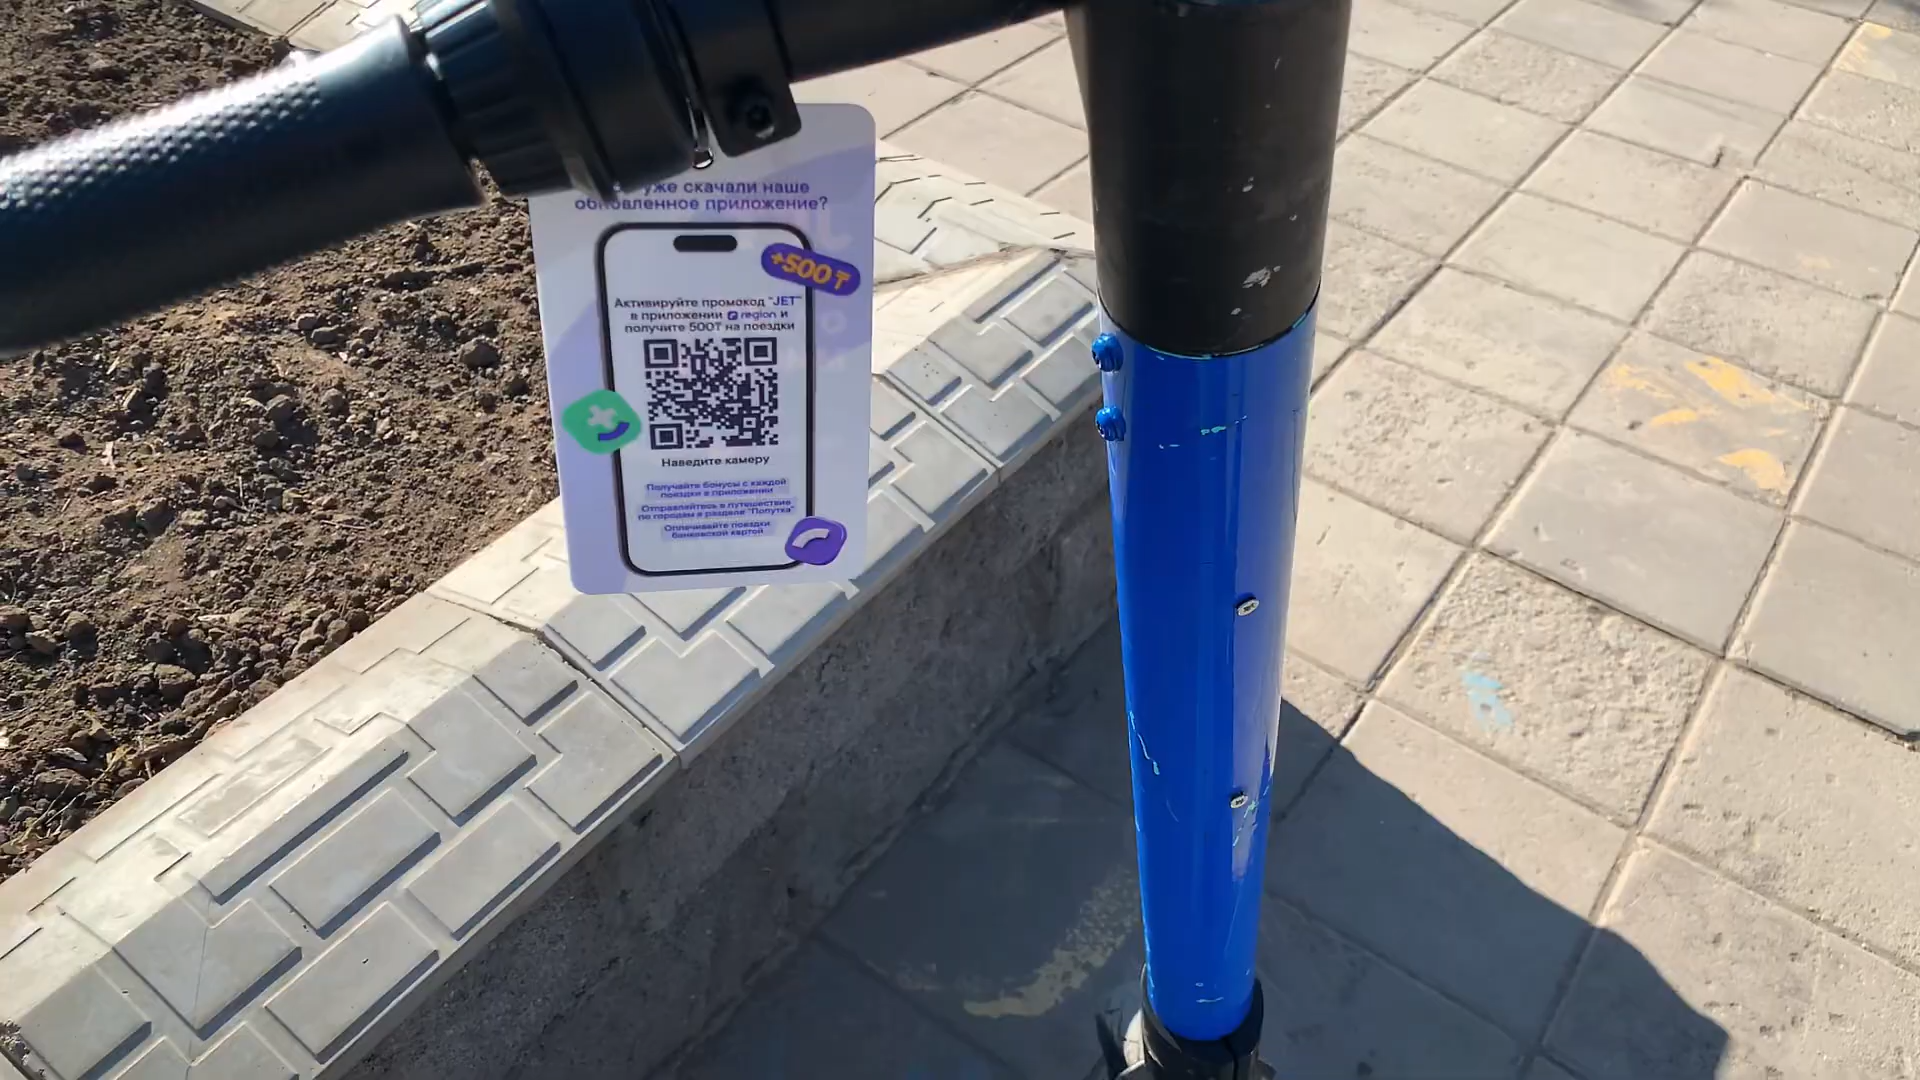 уже скачали наше
обновленное приложение?
+500₸
Активируйте промокод "JET"
в приложении region и
получите 500₸ на поездки
Наведите камеру
Получайте бонусы с каждой
поездки в приложении
Отправляйтесь в путешествие
по городам в разделе "Попутка"
Оплачивайте поездки
банковской картой